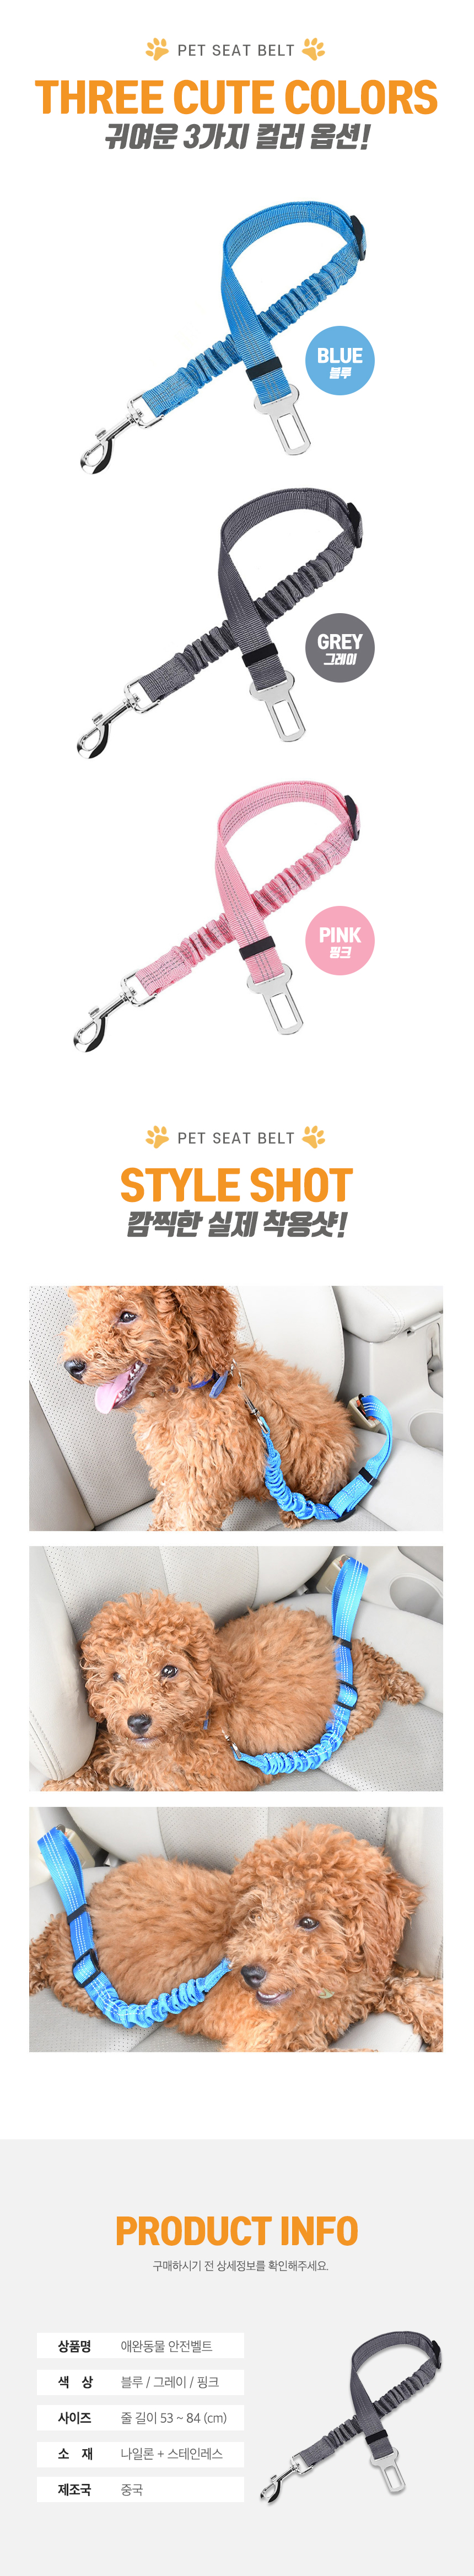 PET SEAT BELT
THREE CUTE COLORS
귀여운 3가지 컬러 옵션!
BLUE
블루
GREY
그레이
PINK
핑크
PET SEAT BELT
STYLE SHOT
깜찍한 실제 착용샷!
PRODUCT INFO
구매하시기 전 상세정보를 확인해주세요.
상품명 애완동물 안전벨트
색 상 블루 / 그레이 / 핑크
사이즈 줄 길이 53 ~ 84 (cm)
소 재 나일론 + 스테인레스
제조국 중국